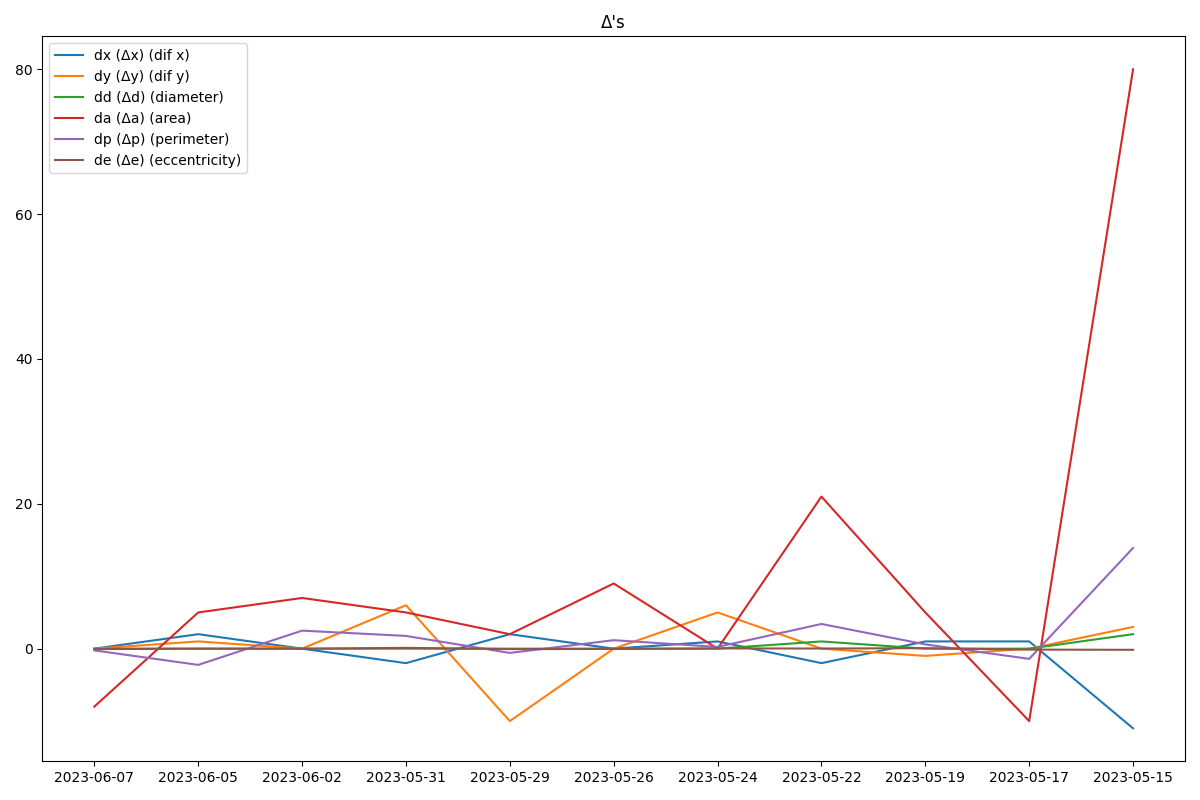 Δ's
dx (Δx) (dif x)
dy (Δy) (dif y)
dd (Δd) (diameter)
da (Δa) (area)
dp (Δp) (perimeter)
de (Δe) (eccentricity)
80
60
40
20
0
2023-06-07 2023-06-05 2023-06-02 2023-05-31 2023-05-29 2023-05-26 2023-05-24 2023-05-22 2023-05-19 2023-05-17 2023-05-15